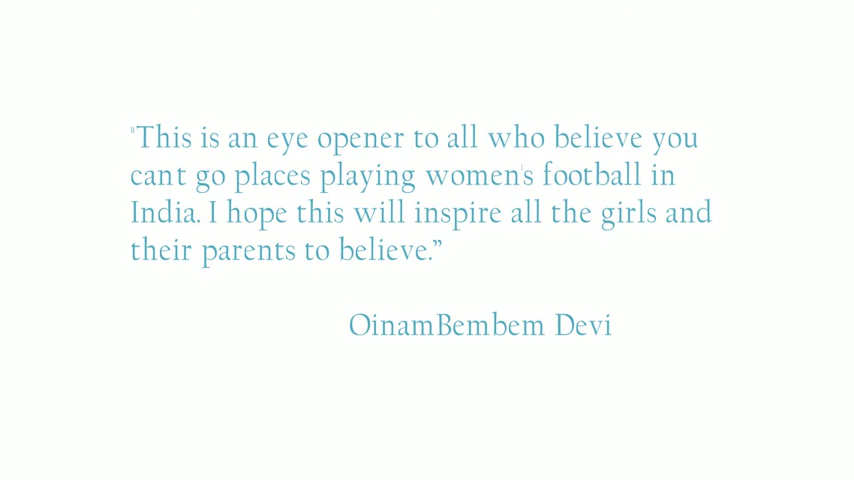 "This is an eye opener to all who believe you
cant go places playing women's football in
India. I hope this will inspire all the girls and
their parents to believe.”
OinamBembem Devi